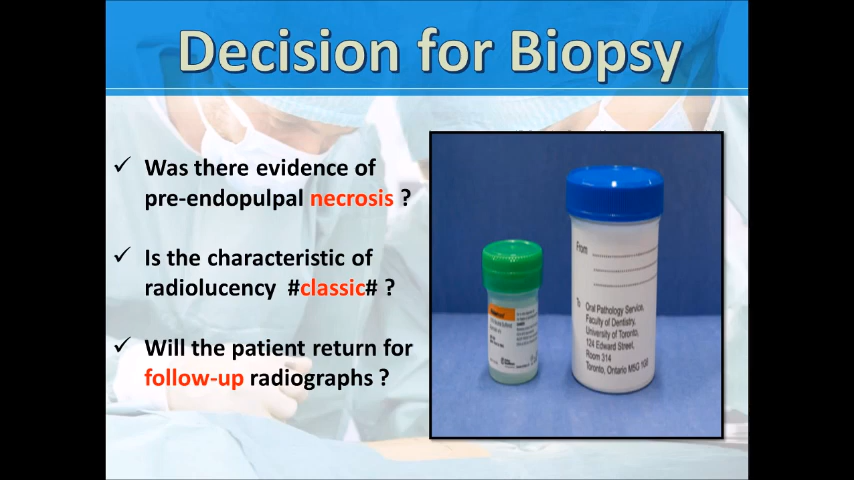 Decision for Biopsy
✓ Was there evidence of
pre-endopulpal necrosis ?
✓ Is the characteristic of
radiolucency #classic# ?
✓ Will the patient return for
follow-up radiographs ?
From
To
Oral Pathology Service,
Faculty of Dentistry,
University of Toronto,
124 Edward Street,
Room 314
Toronto, Ontario M5G 1G6